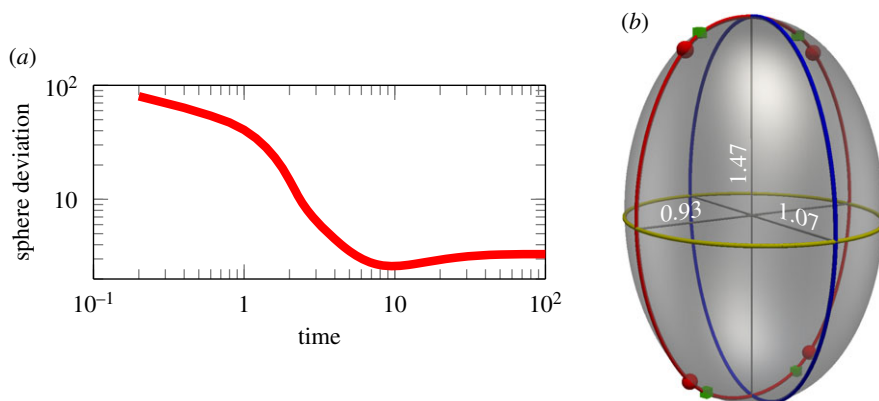 (a)
10²
10
sphere deviation
10⁻¹ 1 10 10²
time
(b)
1.47
0.93
1.07